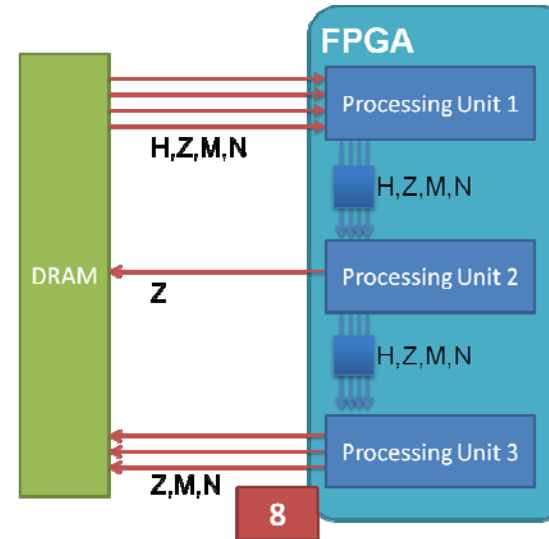 FPGA
Processing Unit 1
H,Z,M,N
H,Z,M,N
DRAM
Z
Processing Unit 2
H,Z,M,N
Processing Unit 3
Z,M,N
8